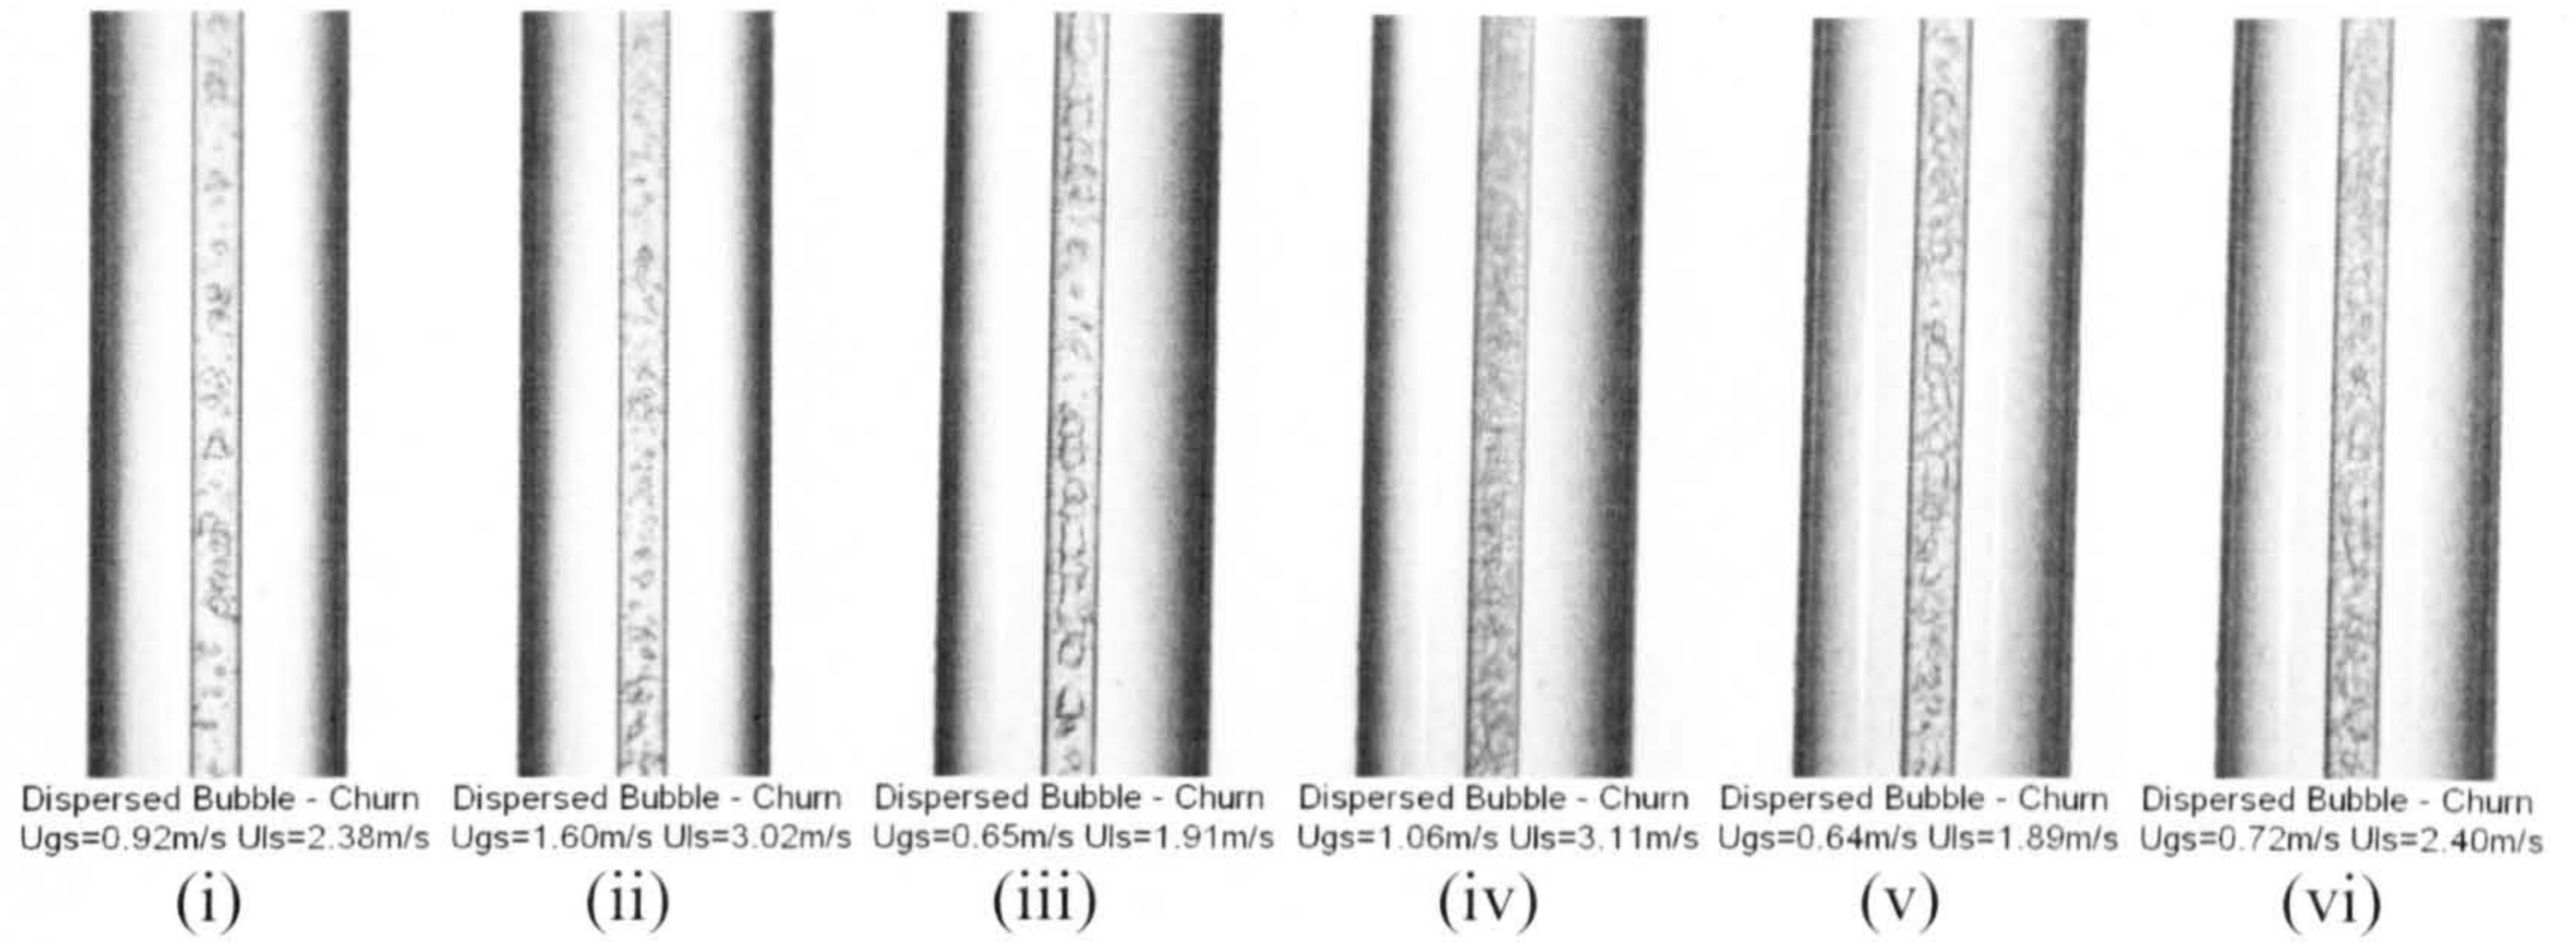 Dispersed Bubble - Churn
Ugs=0.92m/s Uls=2.38m/s
(i)
Dispersed Bubble - Churn
Ugs=1.60m/s Uls=3.02m/s
(ii)
Dispersed Bubble - Churn
Ugs=0.65m/s Uls=1.91m/s
(iii)
Dispersed Bubble - Churn
Ugs=1.06m/s Uls=3.11m/s
(iv)
Dispersed Bubble - Churn
Ugs=0.64m/s Uls=1.89m/s
(v)
Dispersed Bubble - Churn
Ugs=0.72m/s Uls=2.40m/s
(vi)